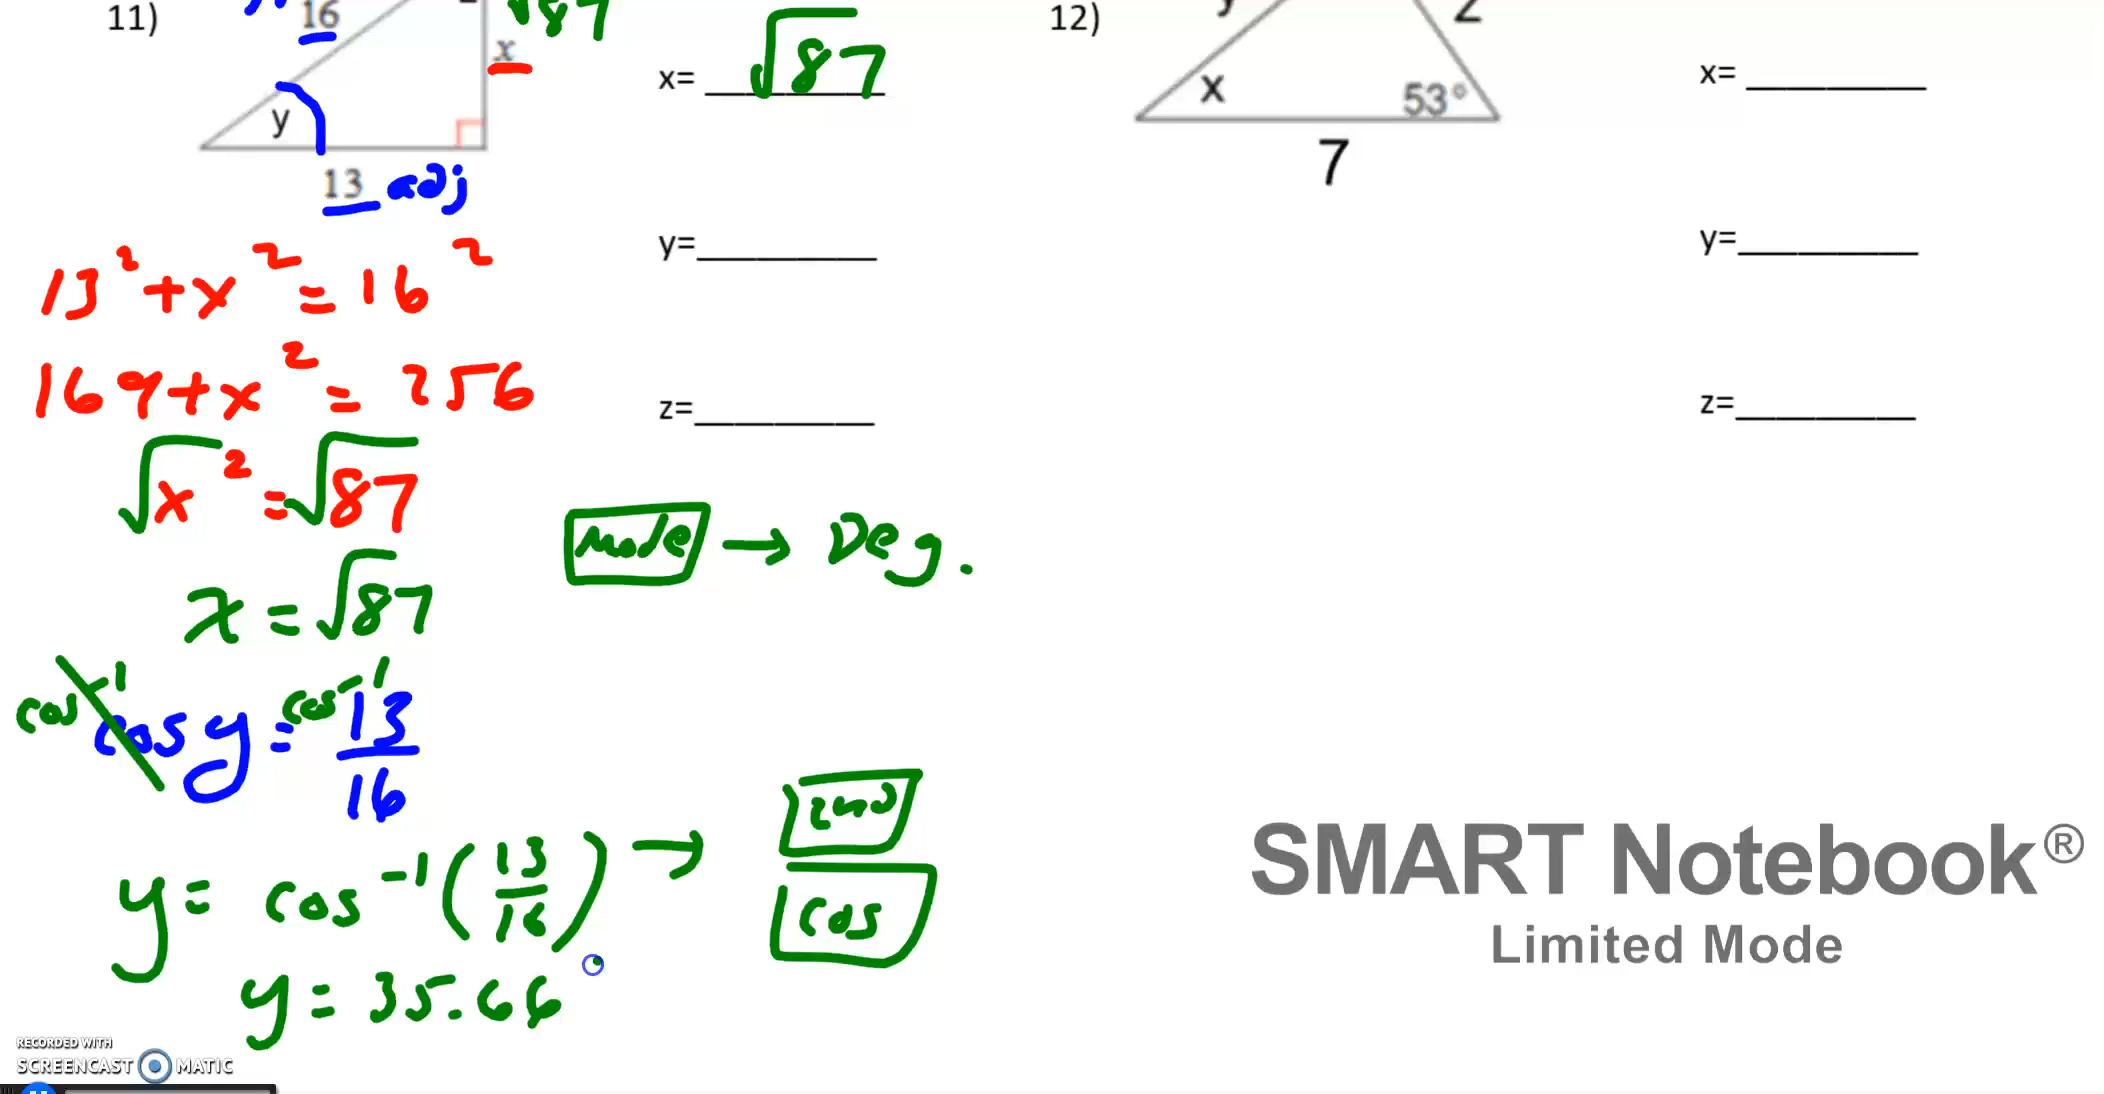 11)
16
√87
x
y
13 adj
x= √87
y=
z=
13² + x² = 16²
169 + x² = 256
√x² = √87
x = √87
cos⁻¹ cos y = cos⁻¹ 13/16
y = cos⁻¹ (13/16) → 2nd cos
y = 35.66°
Mode → Deg.
12)
y
z
x
53°
7
x=
y=
z=
SMART Notebook®
Limited Mode
RECORDED WITH
SCREENCAST MATIC